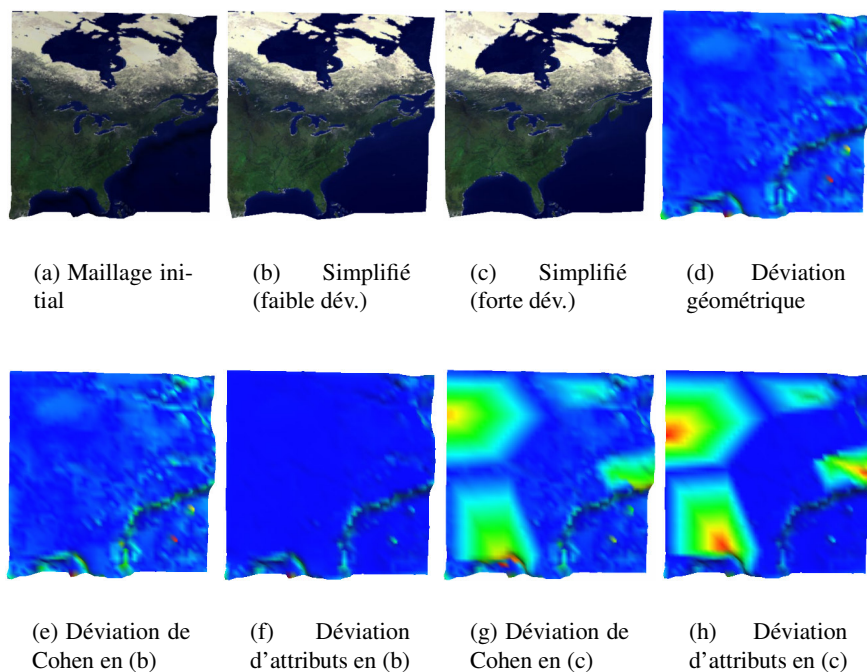 (a) Maillage ini-
tial
(b) Simplifié
(faible dév.)
(c) Simplifié
(forte dév.)
(d) Déviation
géométrique
(e) Déviation de
Cohen en (b)
(f) Déviation
d'attributs en (b)
(g) Déviation de
Cohen en (c)
(h) Déviation
d'attributs en (c)